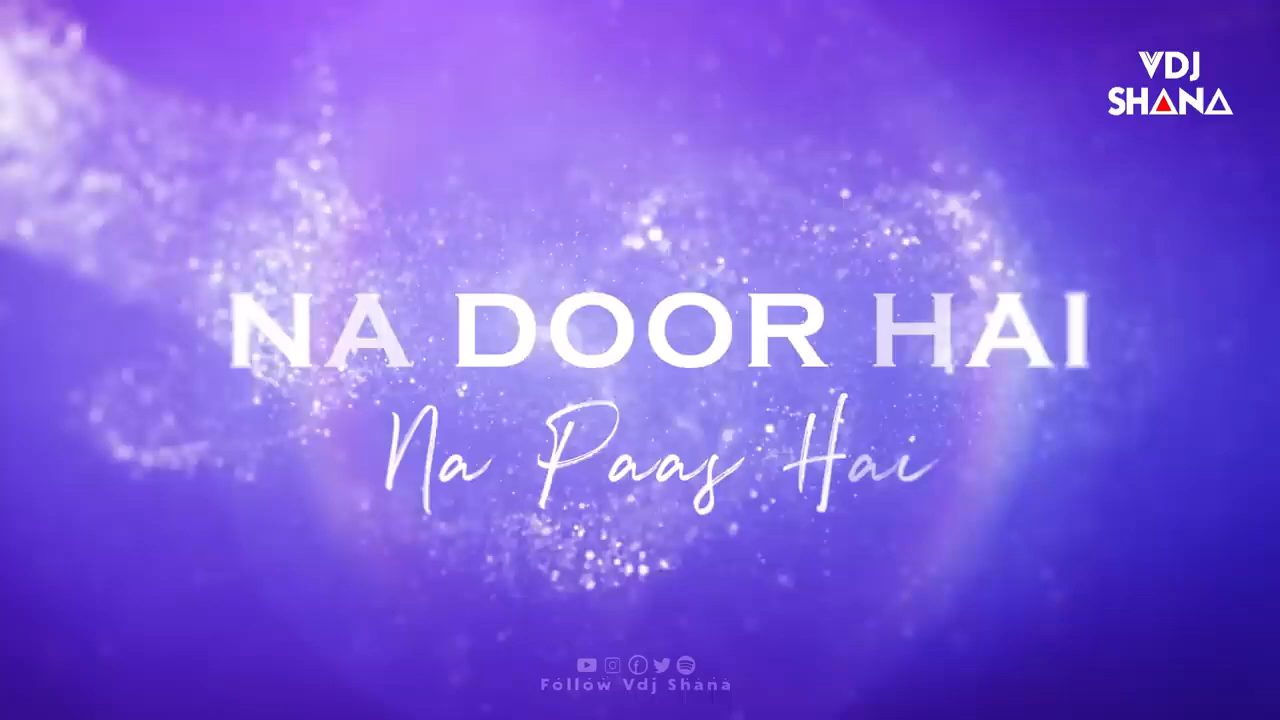 VDJ
SHANA
NA DOOR HAI
Na Paas Hai
Follow Vdj Shana